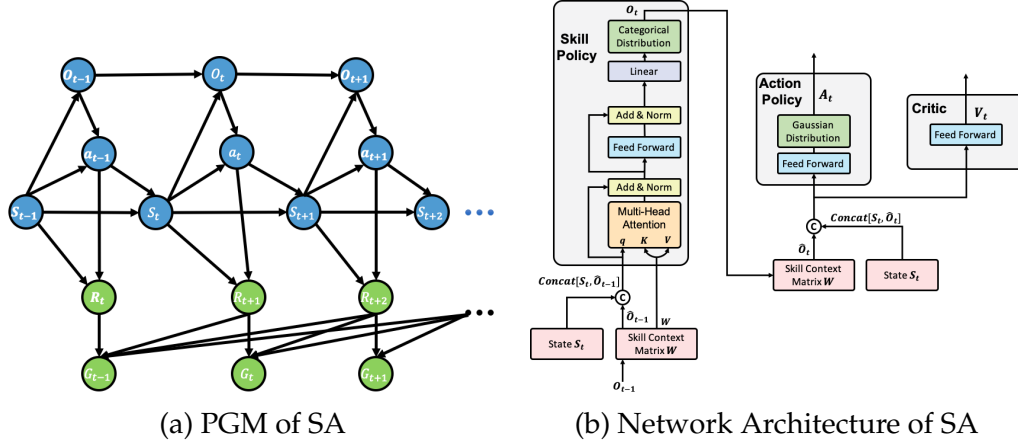 O_{t-1}
O_t
O_{t+1}
a_{t-1}
a_t
a_{t+1}
S_{t-1}
S_t
S_{t+1}
S_{t+2}
R_t
R_{t+1}
R_{t+2}
G_{t-1}
G_t
G_{t+1}
(a) PGM of SA
O_t
Skill
Policy
Categorical
Distribution
Linear
Add & Norm
Feed Forward
Add & Norm
Multi-Head
Attention
q K V
Concat[S_t, Ô_{t-1}]
C
Ô_{t-1}
W
State S_t
Skill Context
Matrix W
O_{t-1}
Action
Policy
A_t
Gaussian
Distribution
Feed Forward
Critic
V_t
Feed Forward
C
Concat[S_t, Ô_t]
Ô_t
Skill Context
Matrix W
State S_t
(b) Network Architecture of SA